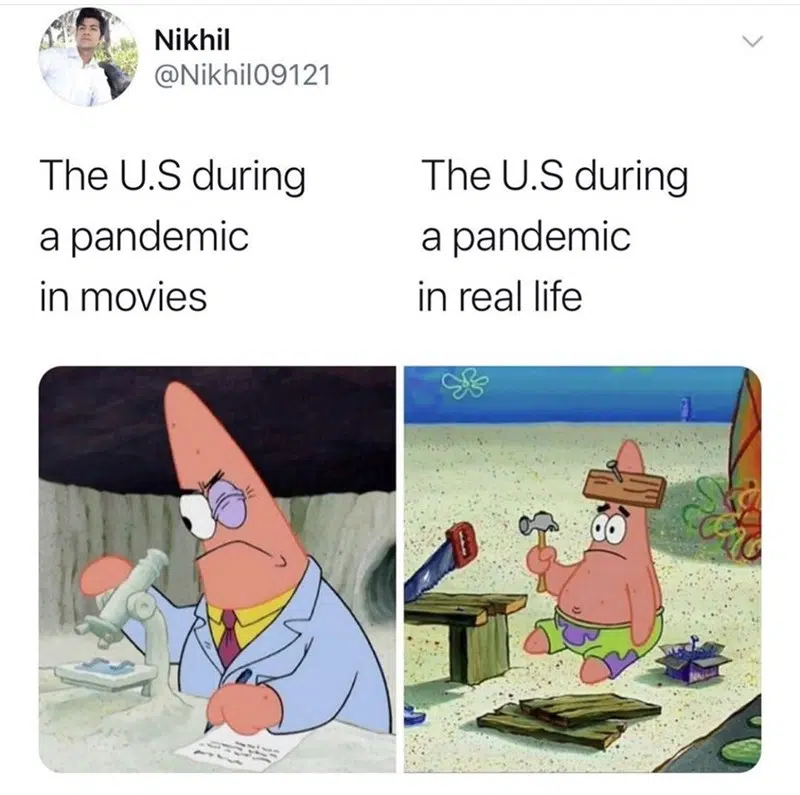 Nikhil
@Nikhil09121
The U.S during
a pandemic
in movies
The U.S during
a pandemic
in real life